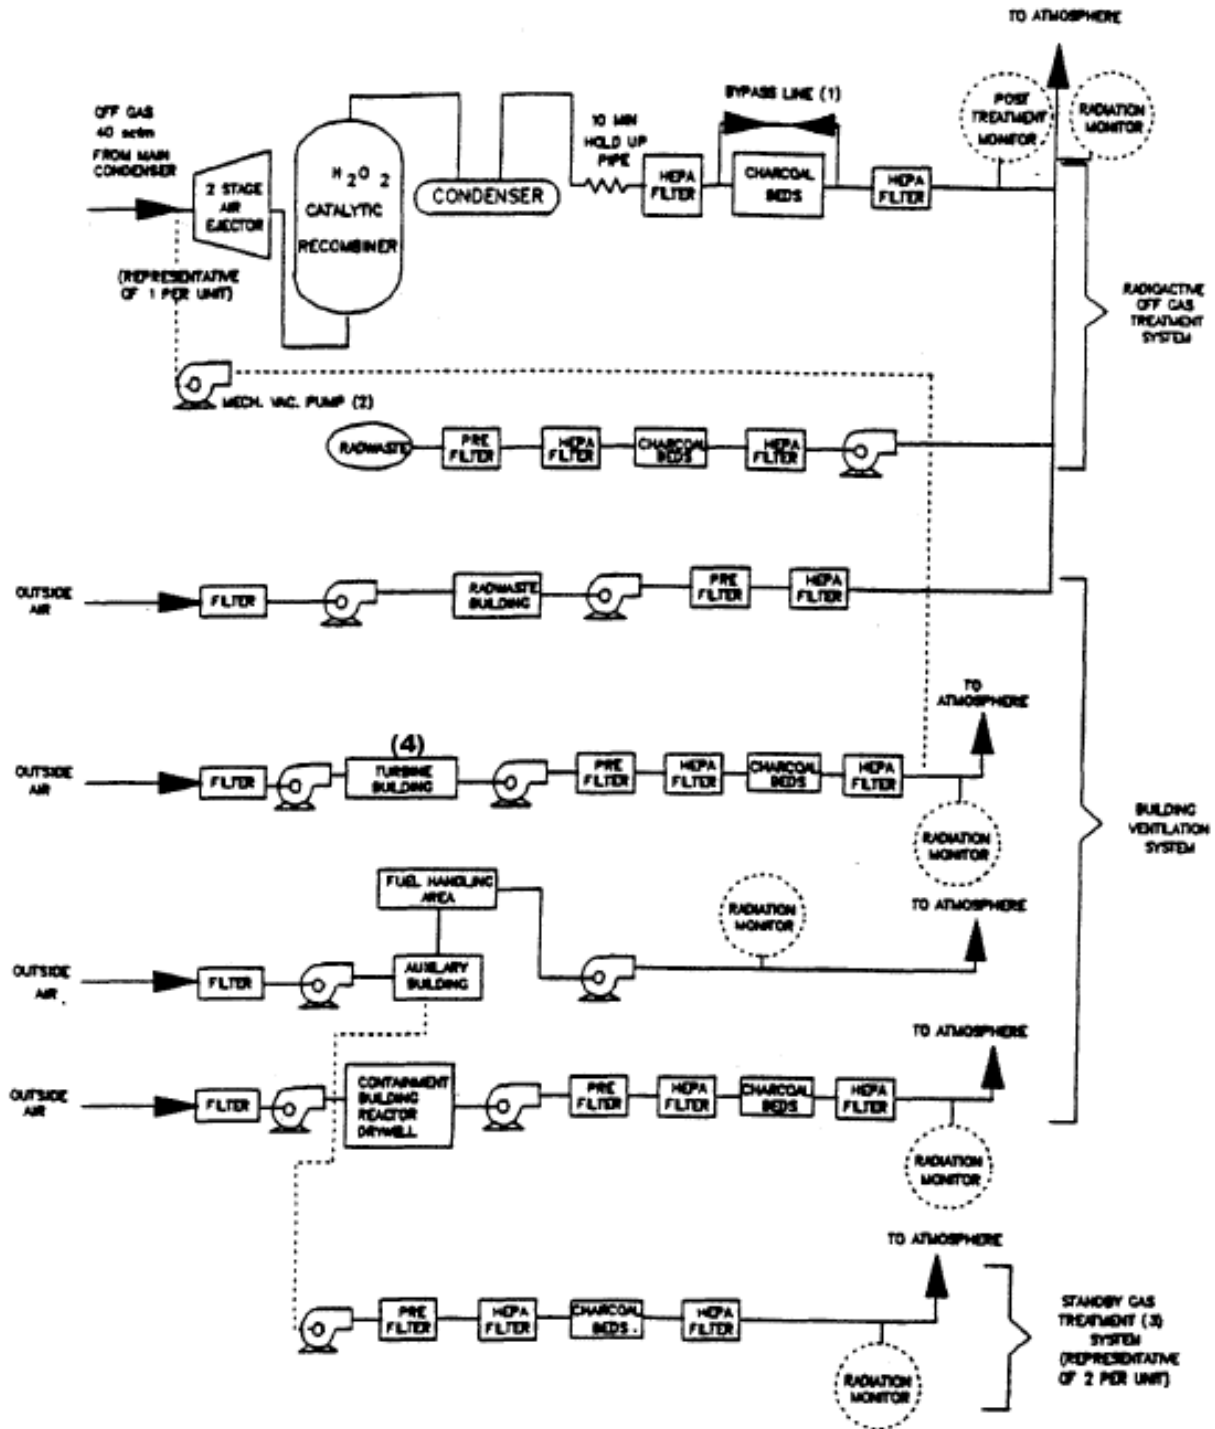 TO ATMOSPHERE
OFF GAS
40 scfm
FROM MAIN
CONDENSER
2 STAGE
AIR
EJECTOR
(REPRESENTATIVE
OF 1 PER UNIT)
H2O2
CATALYTIC
RECOMBINER
CONDENSER
10 MIN
HOLD UP
PIPE
HEPA
FILTER
BYPASS LINE (1)
CHARCOAL
BEDS
HEPA
FILTER
POST
TREATMENT
MONITOR
RADIATION
MONITOR
RADIOACTIVE
OFF GAS
TREATMENT
SYSTEM
MECH. VAC. PUMP (2)
RADWASTE
PRE
FILTER
HEPA
FILTER
CHARCOAL
BEDS
HEPA
FILTER
OUTSIDE
AIR
FILTER
RADWASTE
BUILDING
PRE
FILTER
HEPA
FILTER
TO
ATMOSPHERE
OUTSIDE
AIR
FILTER
(4)
TURBINE
BUILDING
PRE
FILTER
HEPA
FILTER
CHARCOAL
BEDS
HEPA
FILTER
RADIATION
MONITOR
BUILDING
VENTILATION
SYSTEM
FUEL HANDLING
AREA
RADIATION
MONITOR
TO ATMOSPHERE
OUTSIDE
AIR
FILTER
AUXILARY
BUILDING
TO ATMOSPHERE
OUTSIDE
AIR
FILTER
CONTAINMENT
BUILDING
REACTOR
DRYWELL
PRE
FILTER
HEPA
FILTER
CHARCOAL
BEDS
HEPA
FILTER
RADIATION
MONITOR
TO ATMOSPHERE
PRE
FILTER
HEPA
FILTER
CHARCOAL
BEDS.
HEPA
FILTER
RADIATION
MONITOR
STANDBY GAS
TREATMENT (3)
SYSTEM
(REPRESENTATIVE
OF 2 PER UNIT)